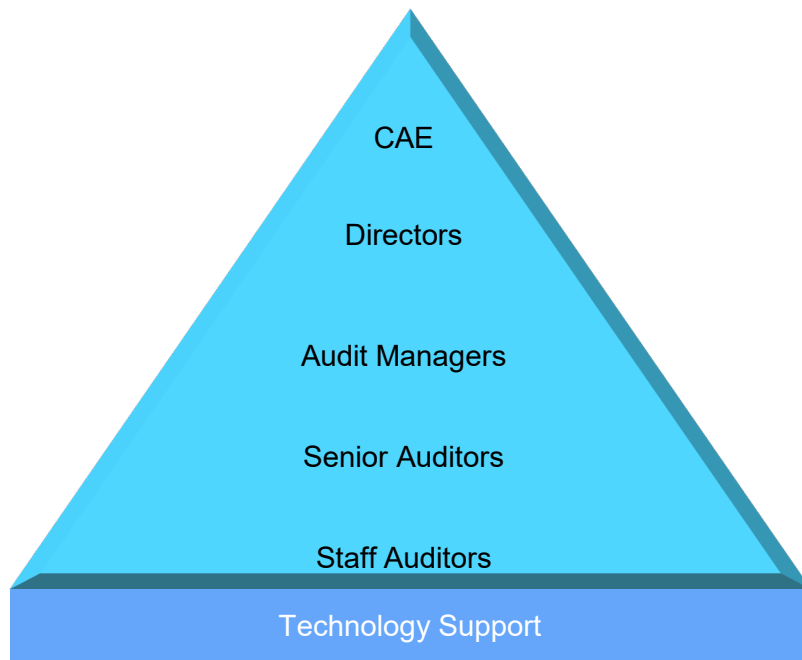 CAE
Directors
Audit Managers
Senior Auditors
Staff Auditors
Technology Support